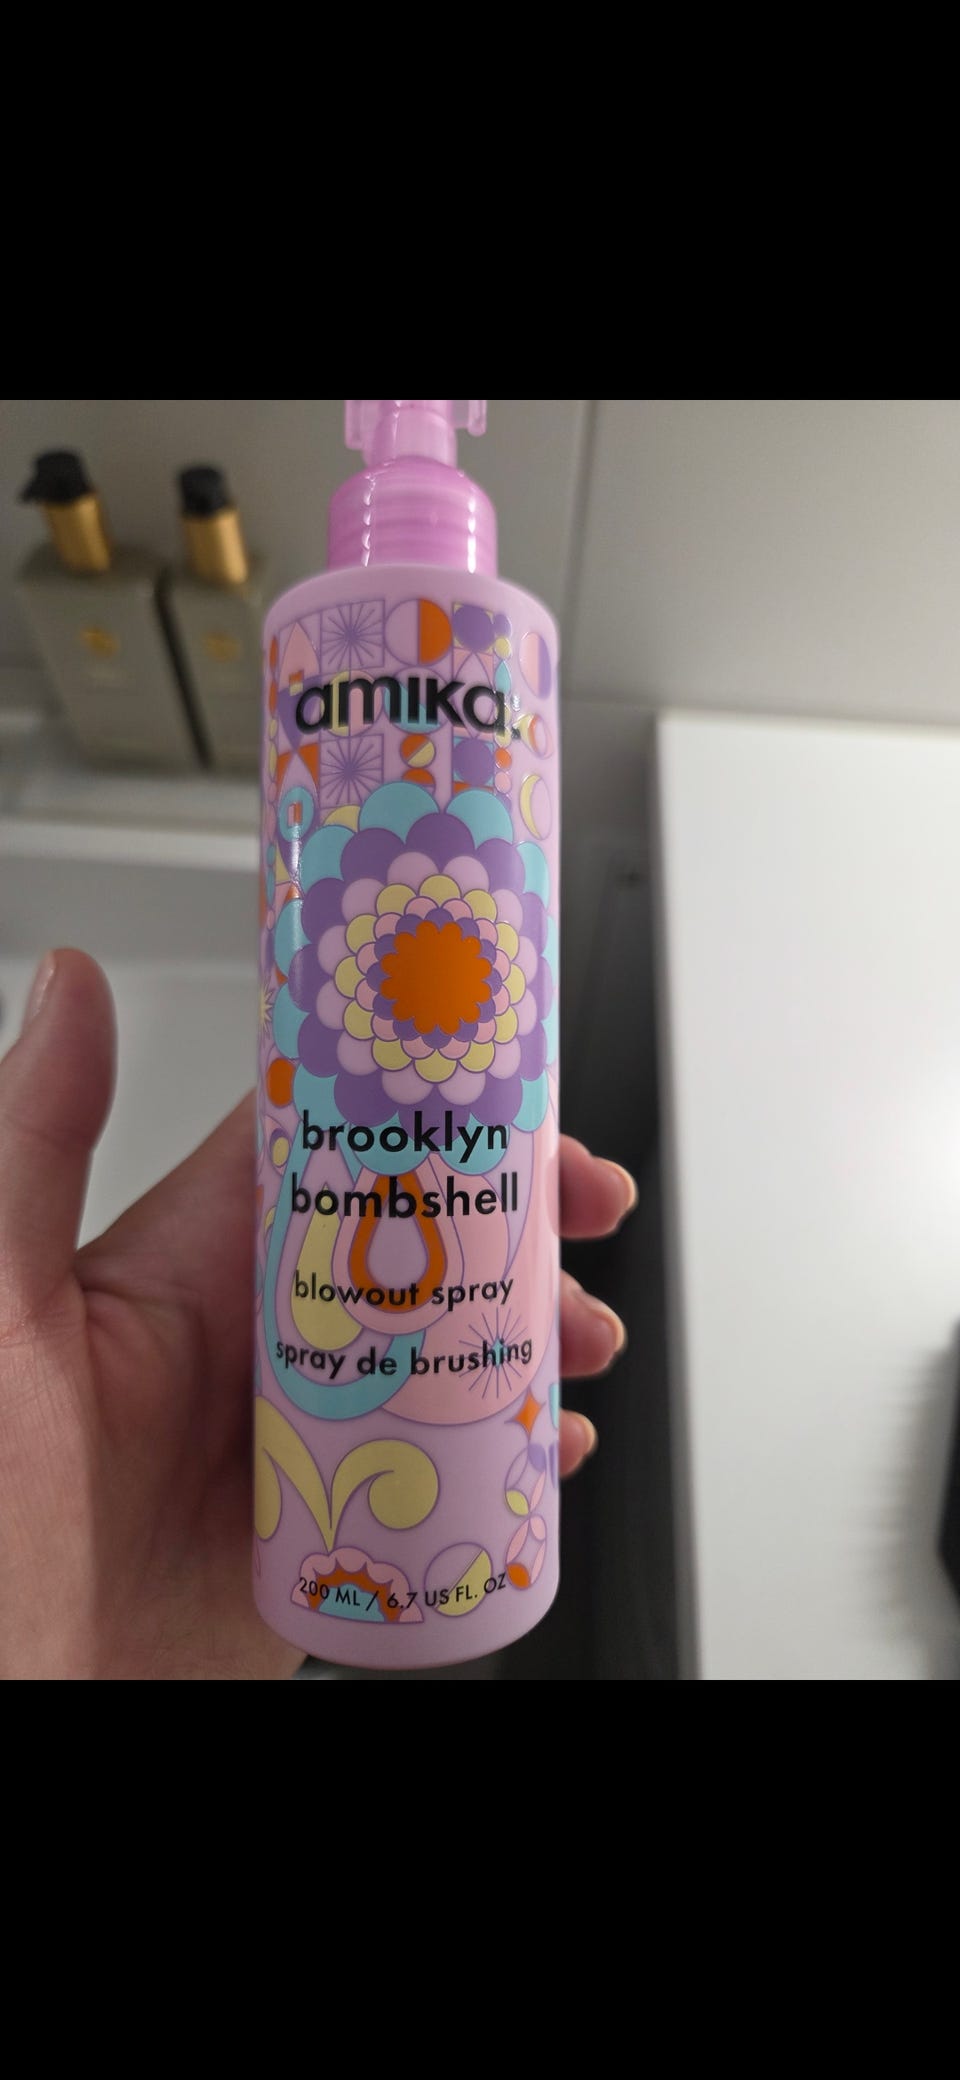 amika.
brooklyn
bombshell
blowout spray
spray de brushing
200 ML / 6.7 US FL. OZ